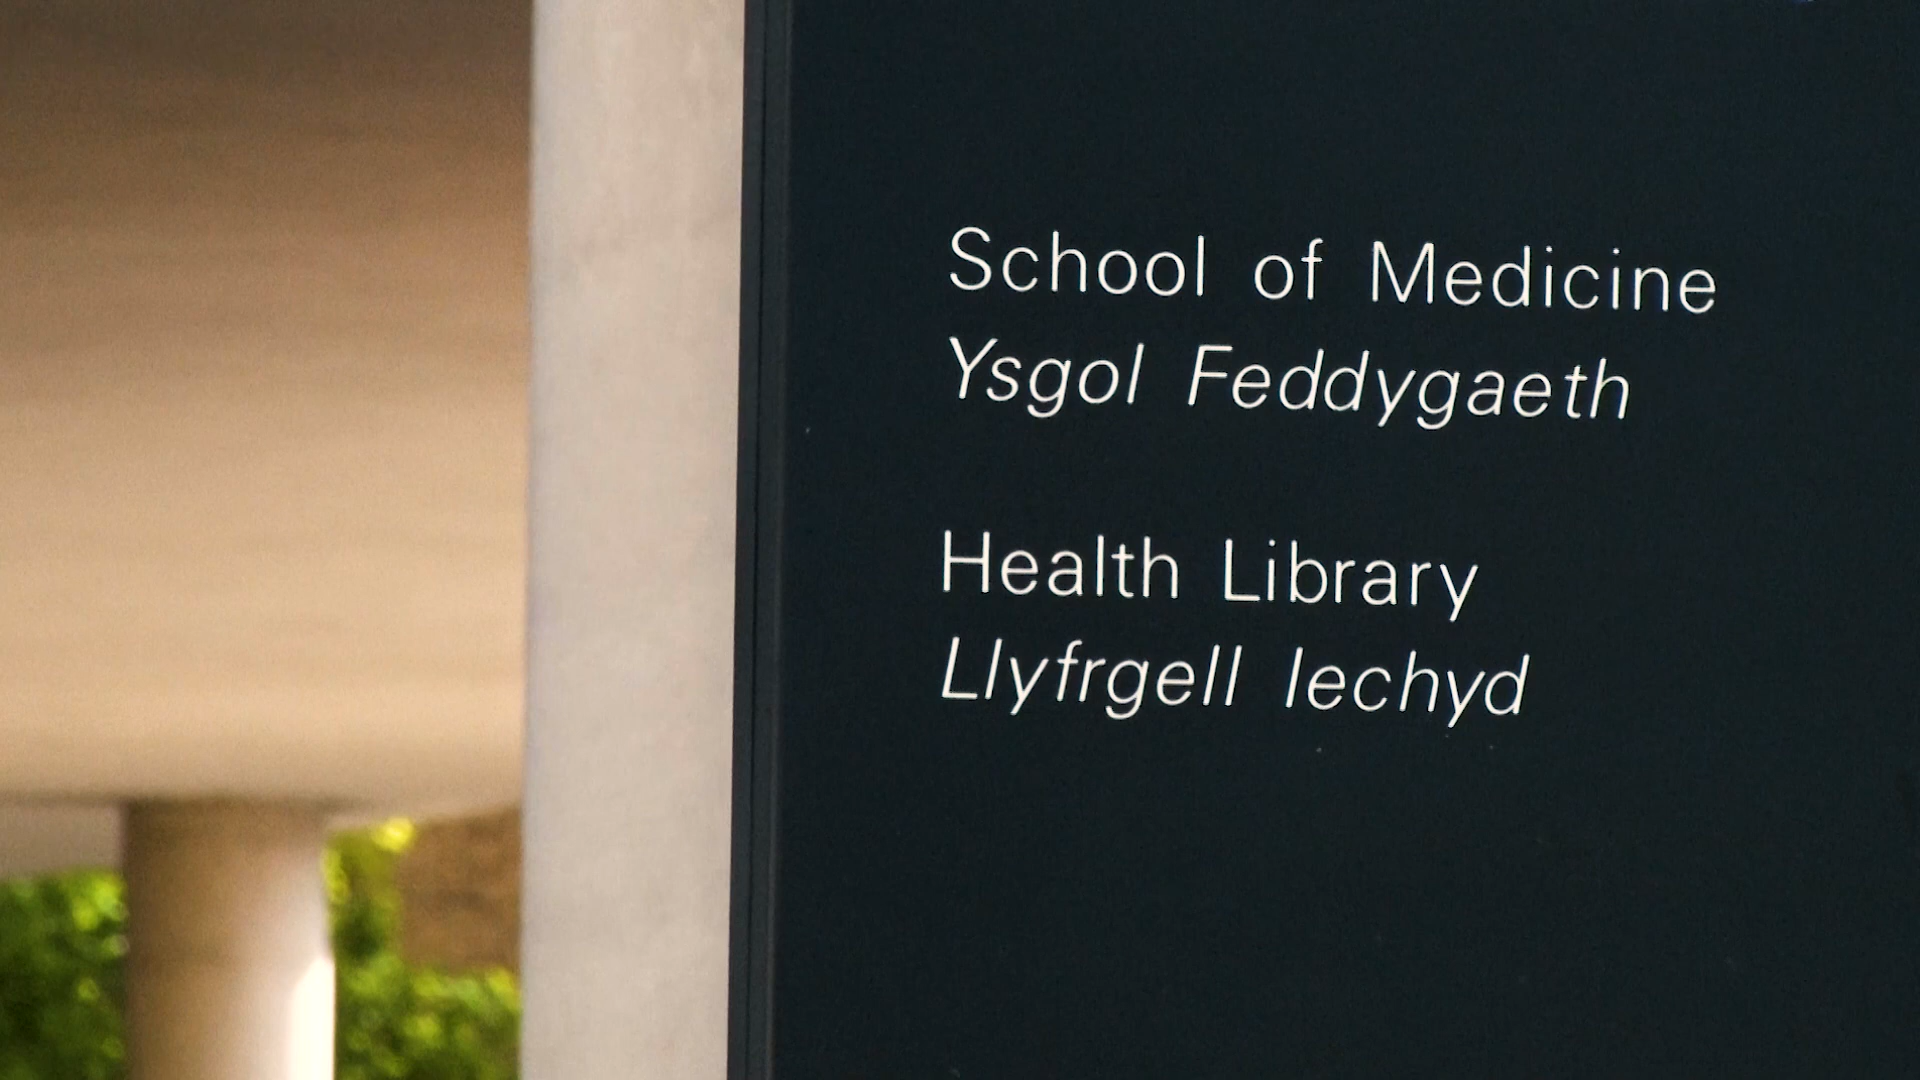 School of Medicine
Ysgol Feddygaeth
Health Library
Llyfrgell Iechyd